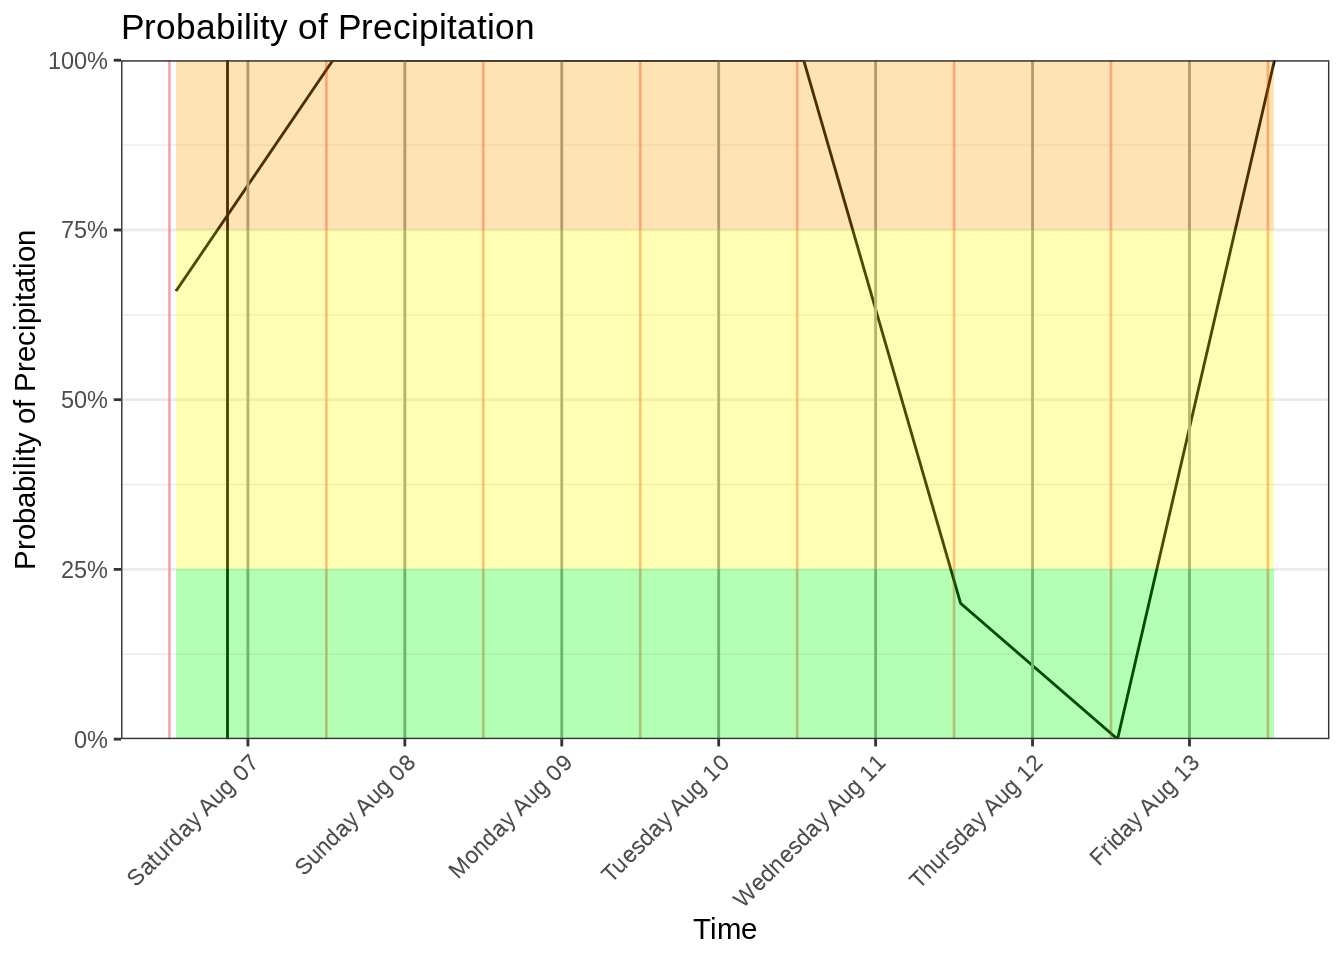 Probability of Precipitation
100%
75%
50%
25%
0%
Probability of Precipitation
Saturday Aug 07
Sunday Aug 08
Monday Aug 09
Tuesday Aug 10
Wednesday Aug 11
Thursday Aug 12
Friday Aug 13
Time